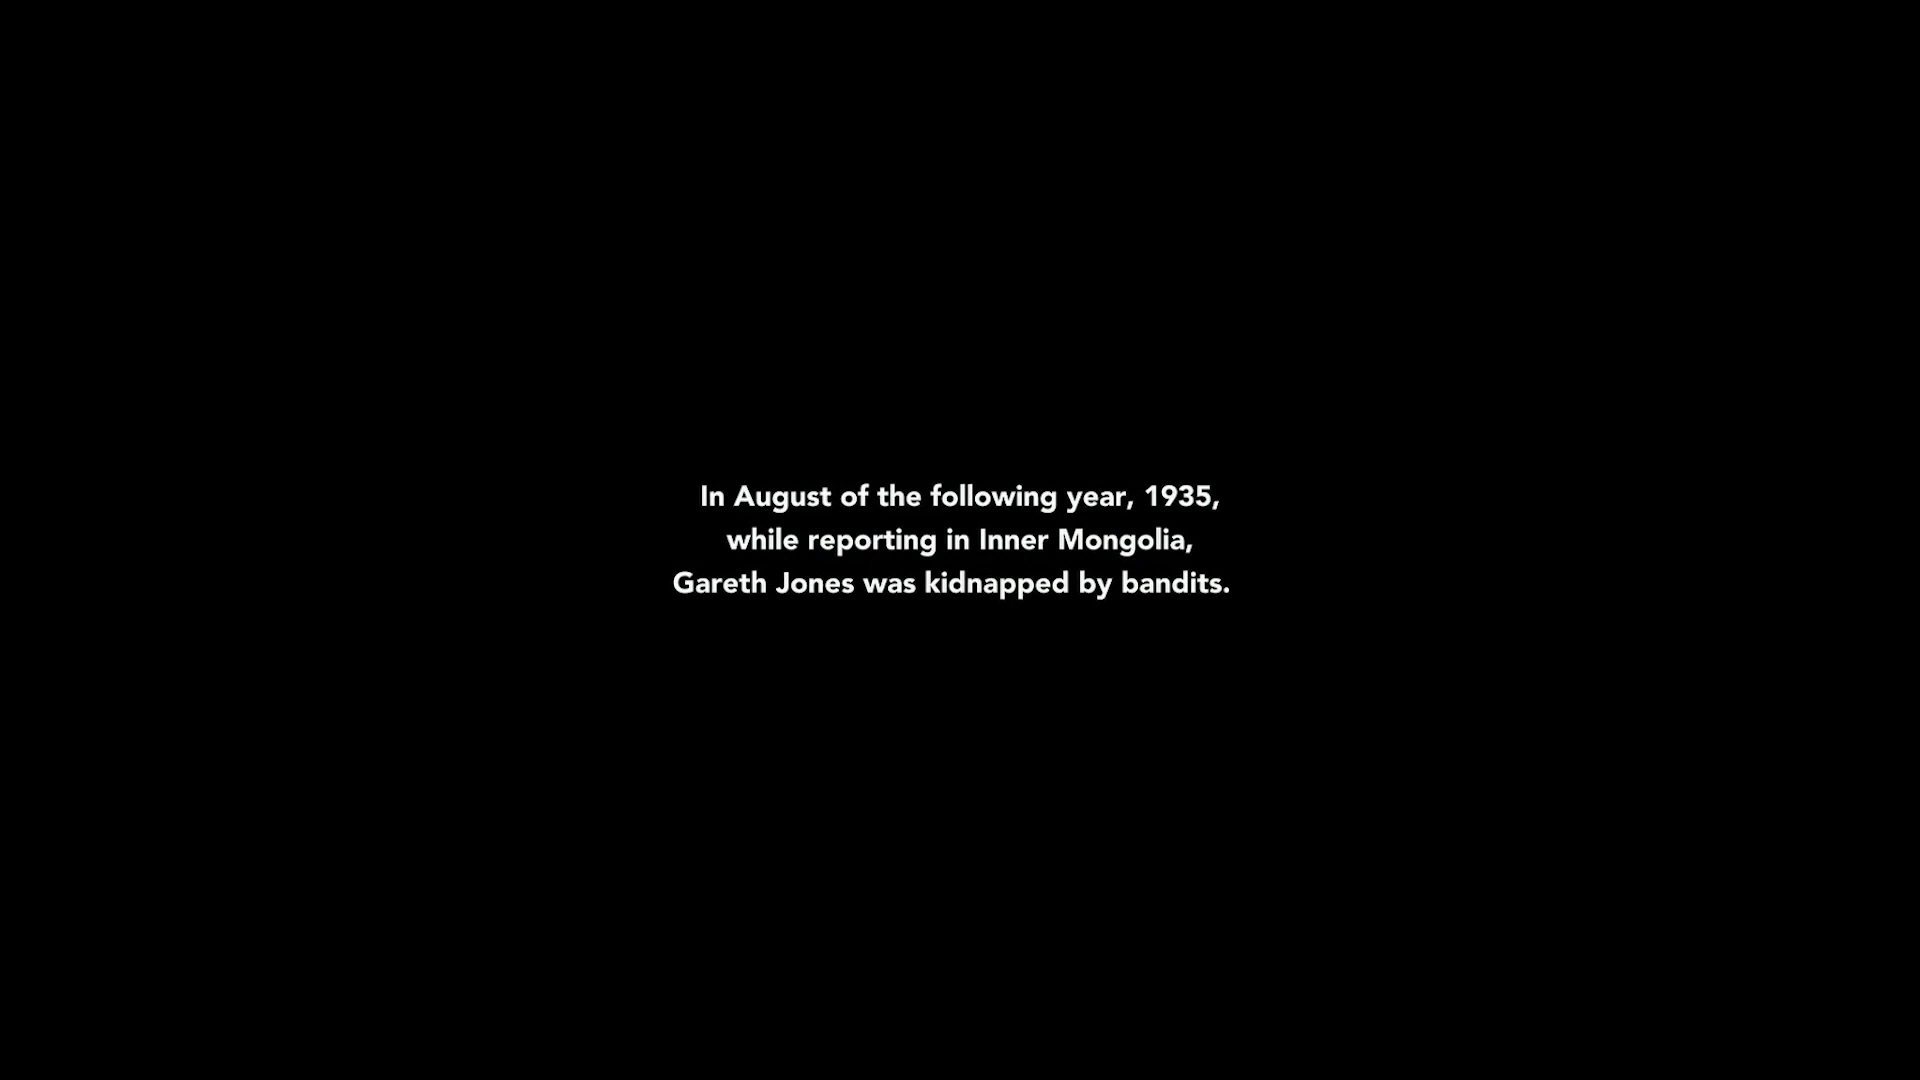 In August of the following year, 1935,
while reporting in Inner Mongolia,
Gareth Jones was kidnapped by bandits.